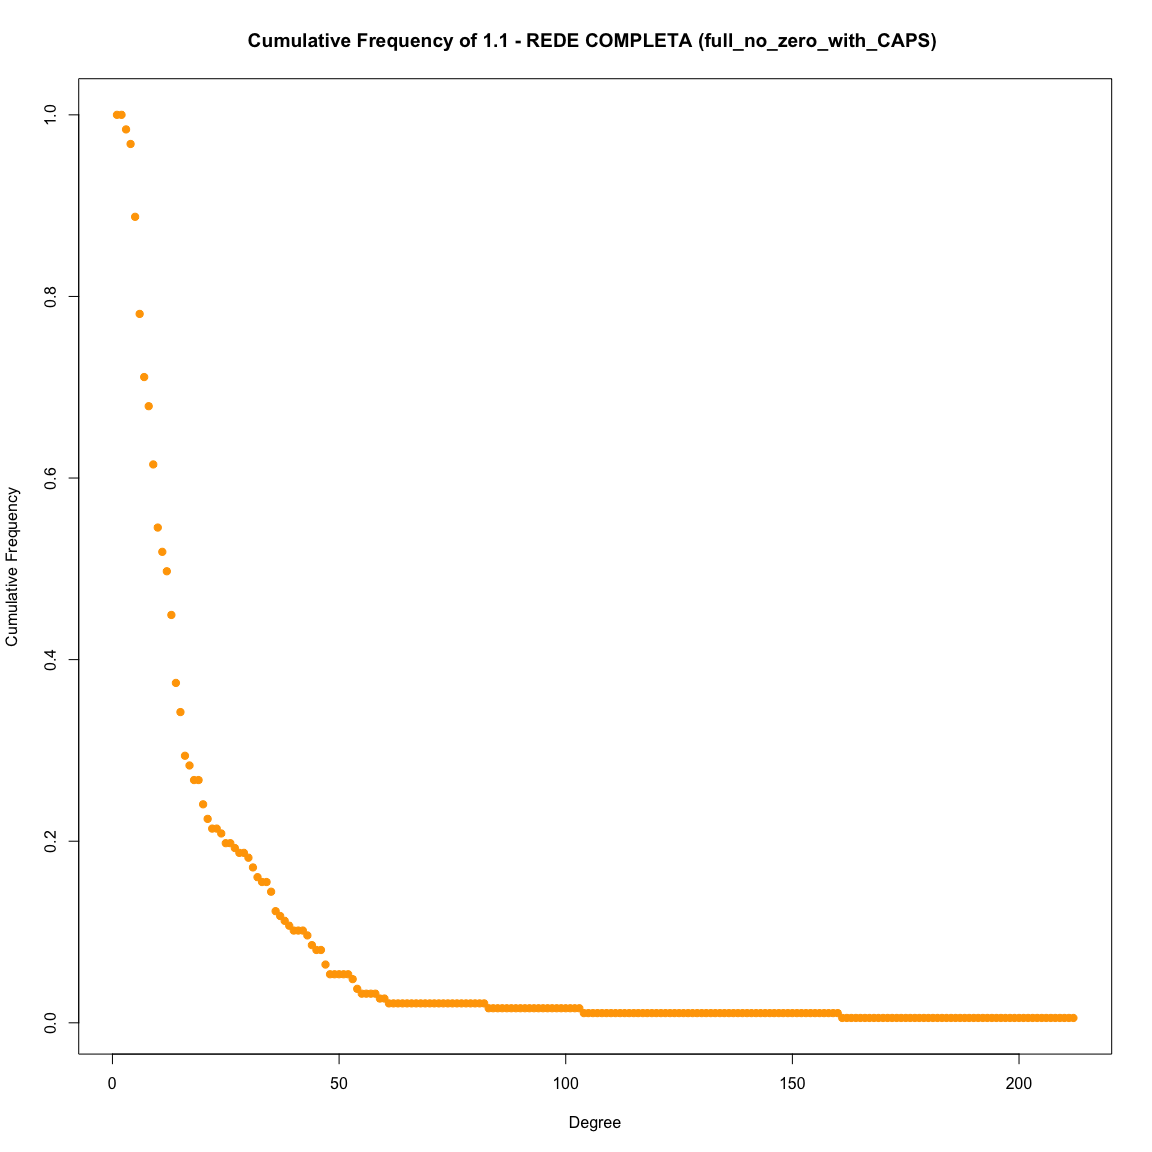 Cumulative Frequency of 1.1 - REDE COMPLETA (full_no_zero_with_CAPS)
Cumulative Frequency
1.0
0.8
0.6
0.4
0.2
0.0
0 50 100 150 200
Degree